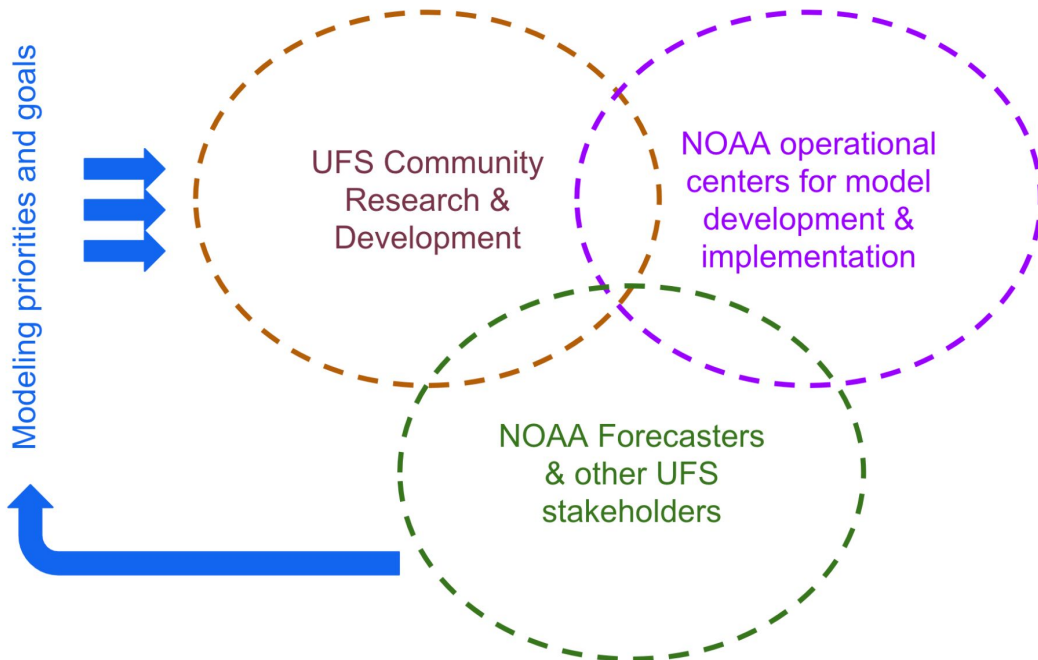 Modeling priorities and goals
UFS Community
Research &
Development
NOAA operational
centers for model
development &
implementation
NOAA Forecasters
& other UFS
stakeholders